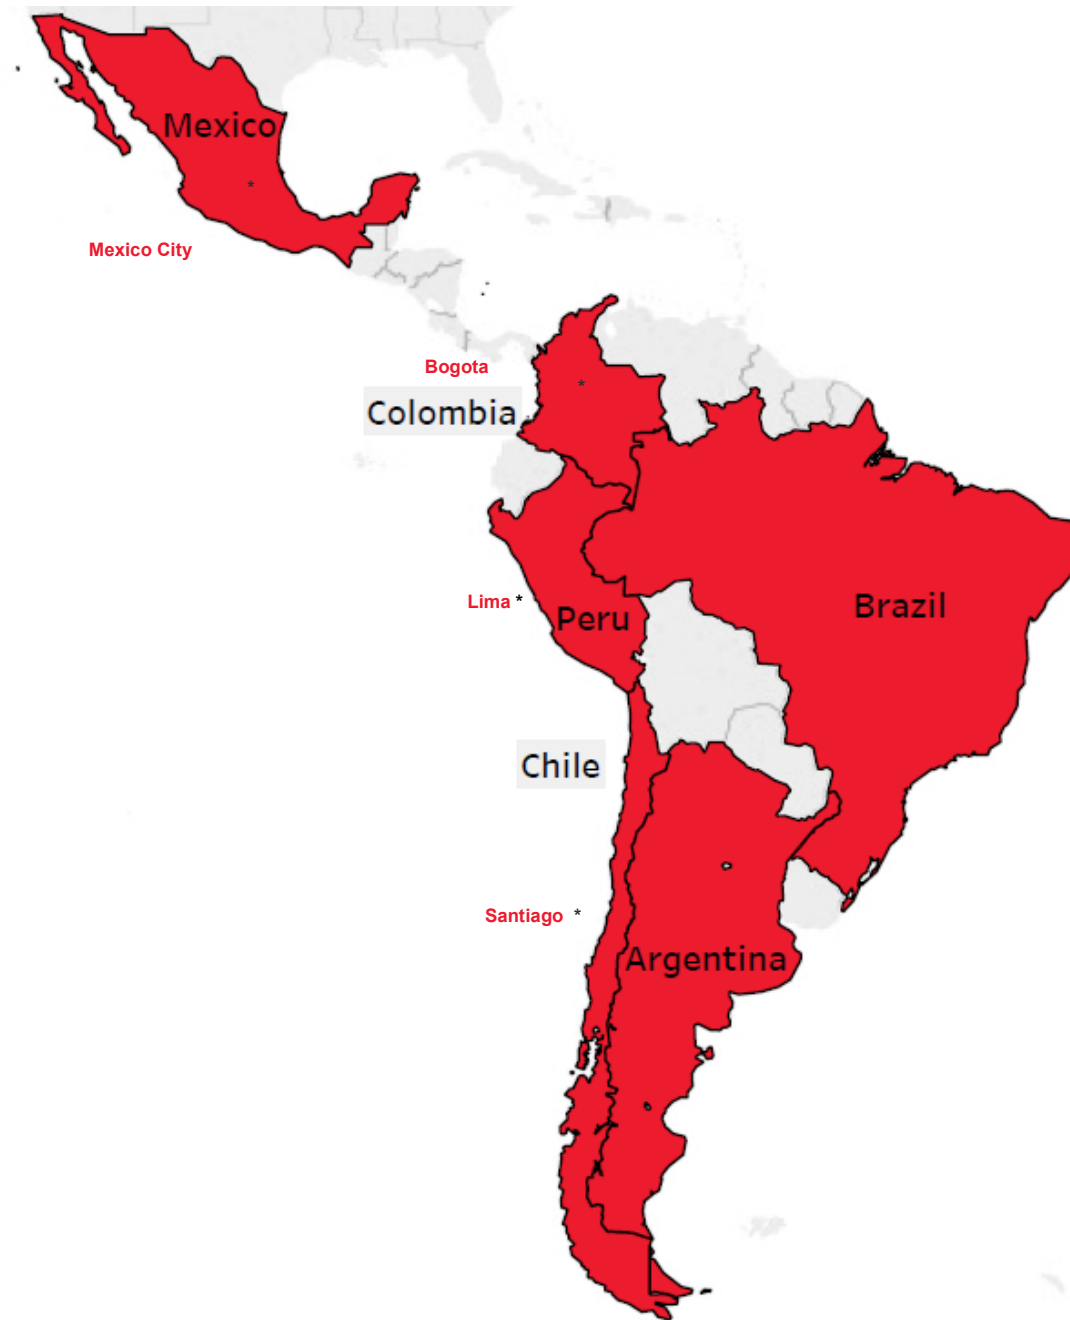 Mexico
*
Mexico City
Bogota
*
Colombia
Lima *
Peru
Brazil
Chile
Santiago *
Argentina